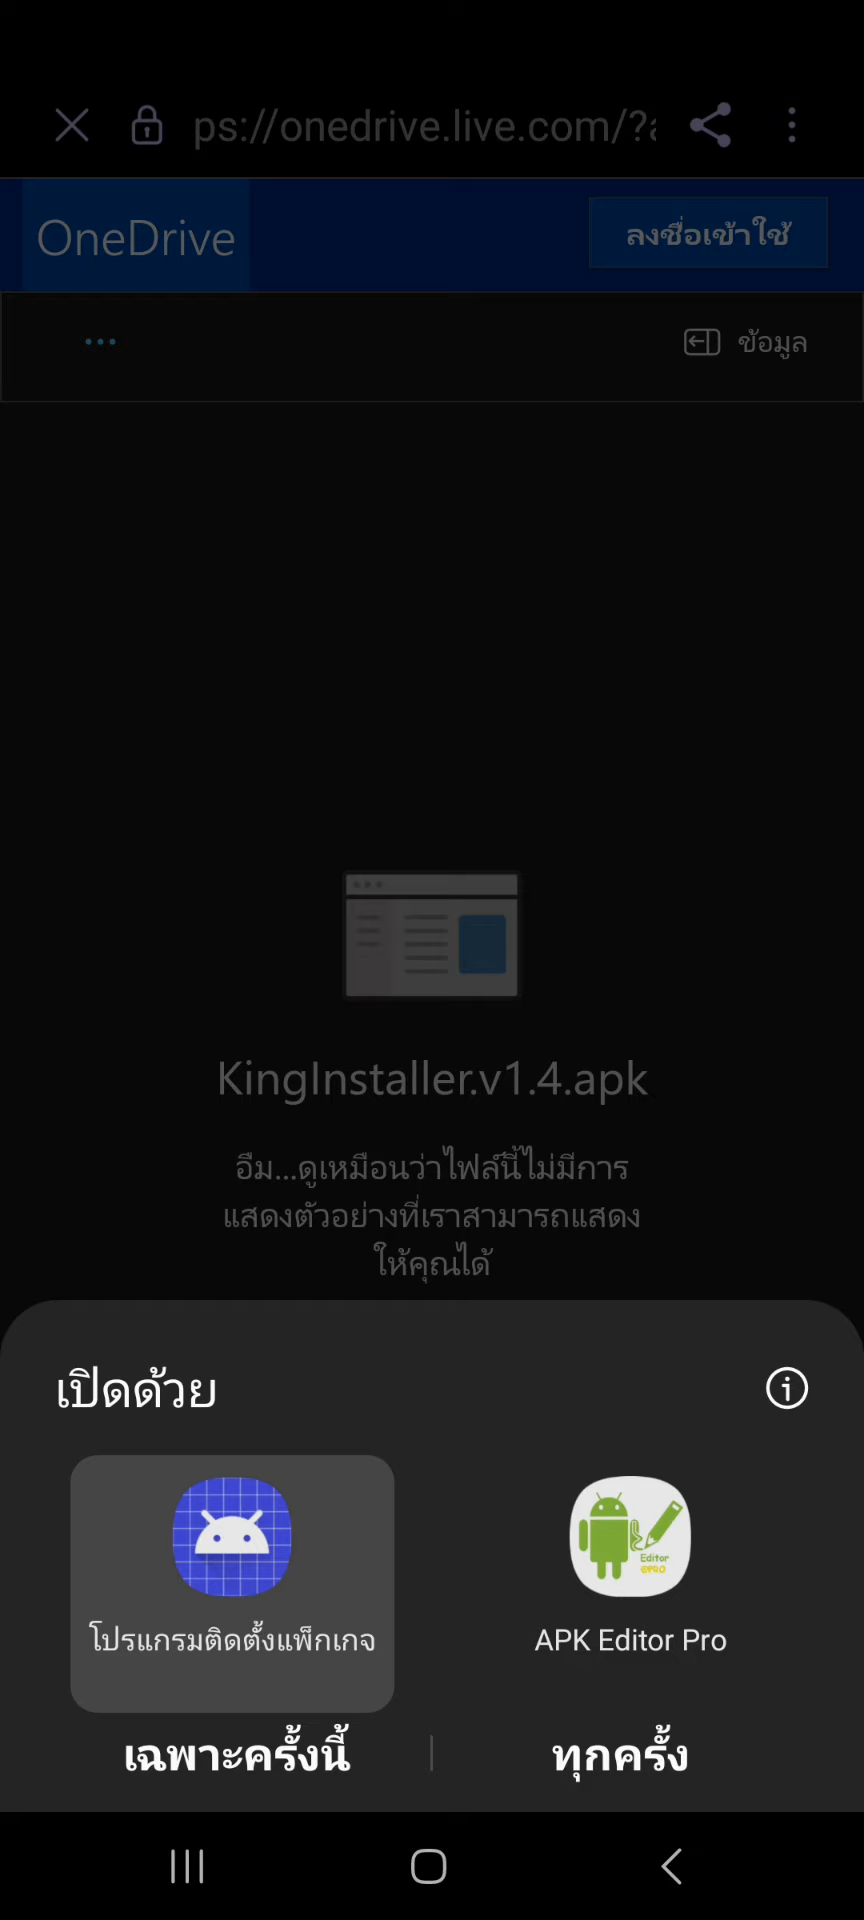 ps://onedrive.live.com/?a
OneDrive
ลงชื่อเข้าใช้
ข้อมูล
KingInstaller.v1.4.apk
อืม...ดูเหมือนว่าไฟล์นี้ไม่มีการ
แสดงตัวอย่างที่เราสามารถแสดง
ให้คุณได้
เปิดด้วย
Editor
โปรแกรมติดตั้งแพ็กเกจ
APK Editor Pro
เฉพาะครั้งนี้
ทุกครั้ง